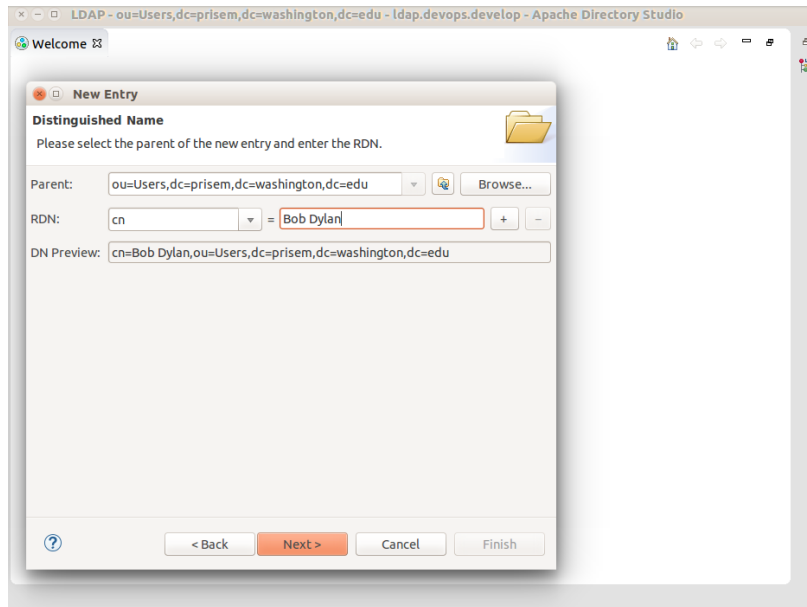 LDAP - ou=Users,dc=prisem,dc=washington,dc=edu - ldap.devops.develop - Apache Directory Studio
Welcome
New Entry
Distinguished Name
Please select the parent of the new entry and enter the RDN.
Parent: ou=Users,dc=prisem,dc=washington,dc=edu Browse...
RDN: cn = Bob Dylan + -
DN Preview: cn=Bob Dylan,ou=Users,dc=prisem,dc=washington,dc=edu
? < Back Next > Cancel Finish